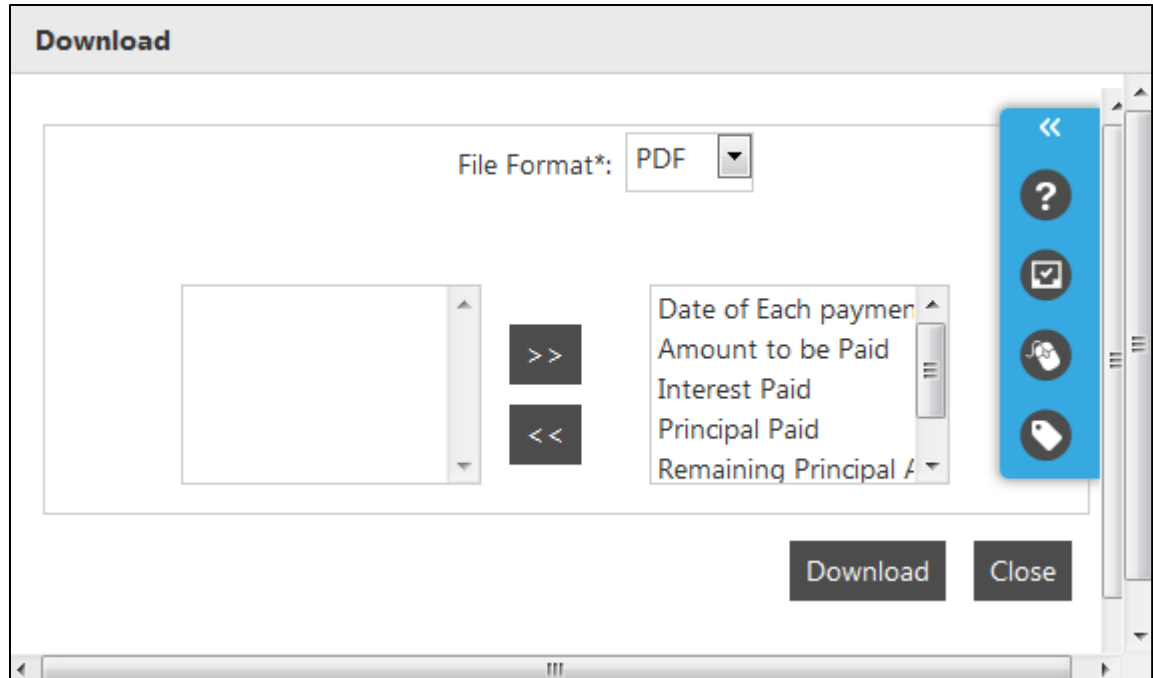 Download
File Format*: PDF
>>
<<
Date of Each paymen
Amount to be Paid
Interest Paid
Principal Paid
Remaining Principal
Download Close